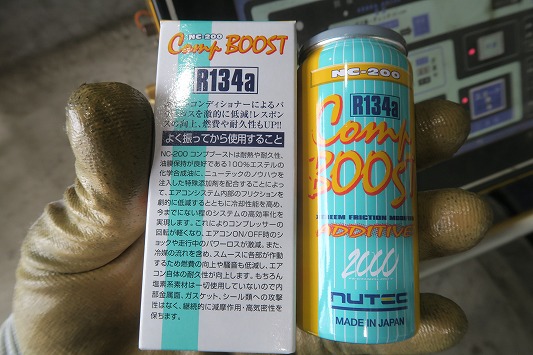 NC-200
Comp BOOST
R134a
エアーコンディショナーによるパ
ワーロスを激的に低減!レスポン
スの向上、燃費や耐久性もUP!!
よく振ってから使用すること
NC-200 コンプブーストは耐熱や耐久性、
油膜保持が良好である100%エステルの
化学合成油に、ニューテックのノウハウを
注入した特殊添加剤を配合することによっ
て、エアコンシステム内部のフリクションを
劇的に低減するとともに冷却性能を高め、
今までにない程のシステムの高効率化を
実現します。これによりコンプレッサーの
回転が軽くなり、エアコンON/OFF時のシ
ョックや走行中のパワーロスが激減。また、
冷媒の流れを含め、スムースに各部が作動
するため燃費の向上や騒音も低減し、エア
コン自体の耐久性が向上します。もちろん
塩素系素材は一切使用していないので内
部金属面、ガスケット、シール類への攻撃
性はなく、継続的に減摩作用・高気密性を
保ちます。
NC-200
R134a
Comp
BOOST
ADDITIVE
2000
NUTEC
MADE IN JAPAN